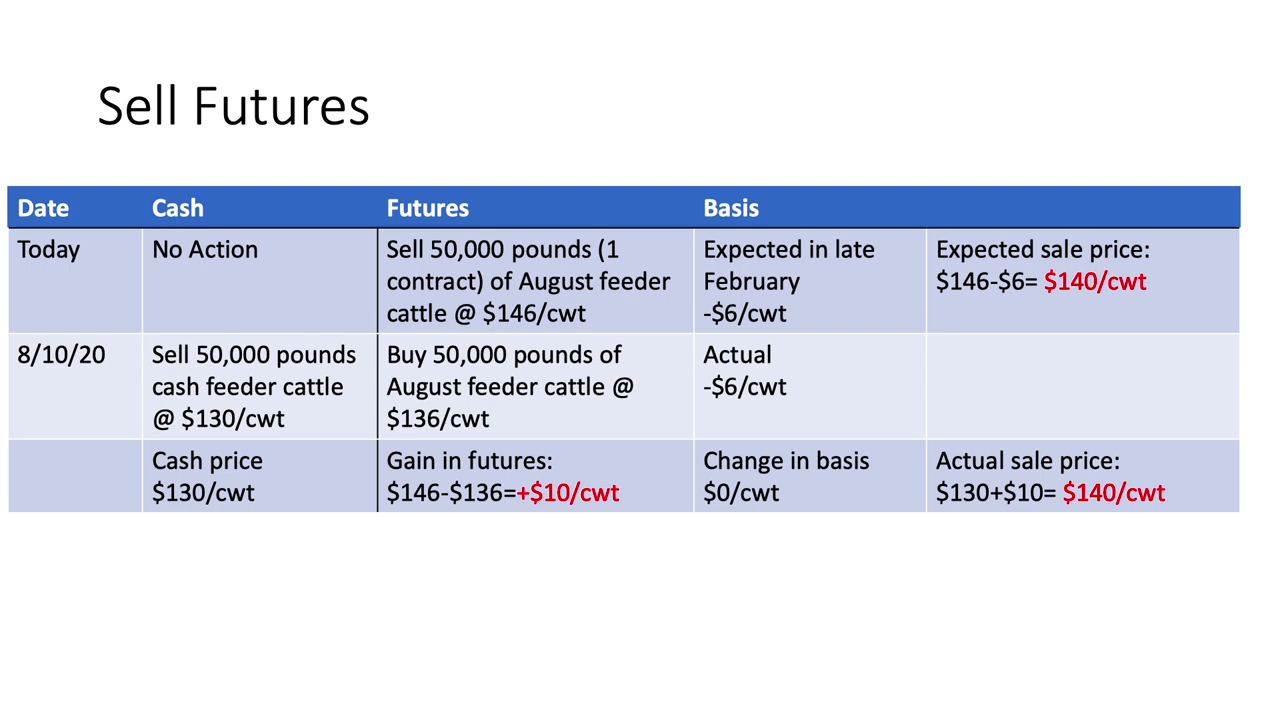 Sell Futures
Date
Cash
Futures
Basis
Today
No Action
Sell 50,000 pounds (1
contract) of August feeder
cattle @ $146/cwt
Expected in late
February
-$6/cwt
Expected sale price:
$146-$6= $140/cwt
8/10/20
Sell 50,000 pounds
cash feeder cattle
@ $130/cwt
Buy 50,000 pounds of
August feeder cattle @
$136/cwt
Actual
-$6/cwt
Cash price
$130/cwt
Gain in futures:
$146-$136=+$10/cwt
Change in basis
$0/cwt
Actual sale price:
$130+$10= $140/cwt